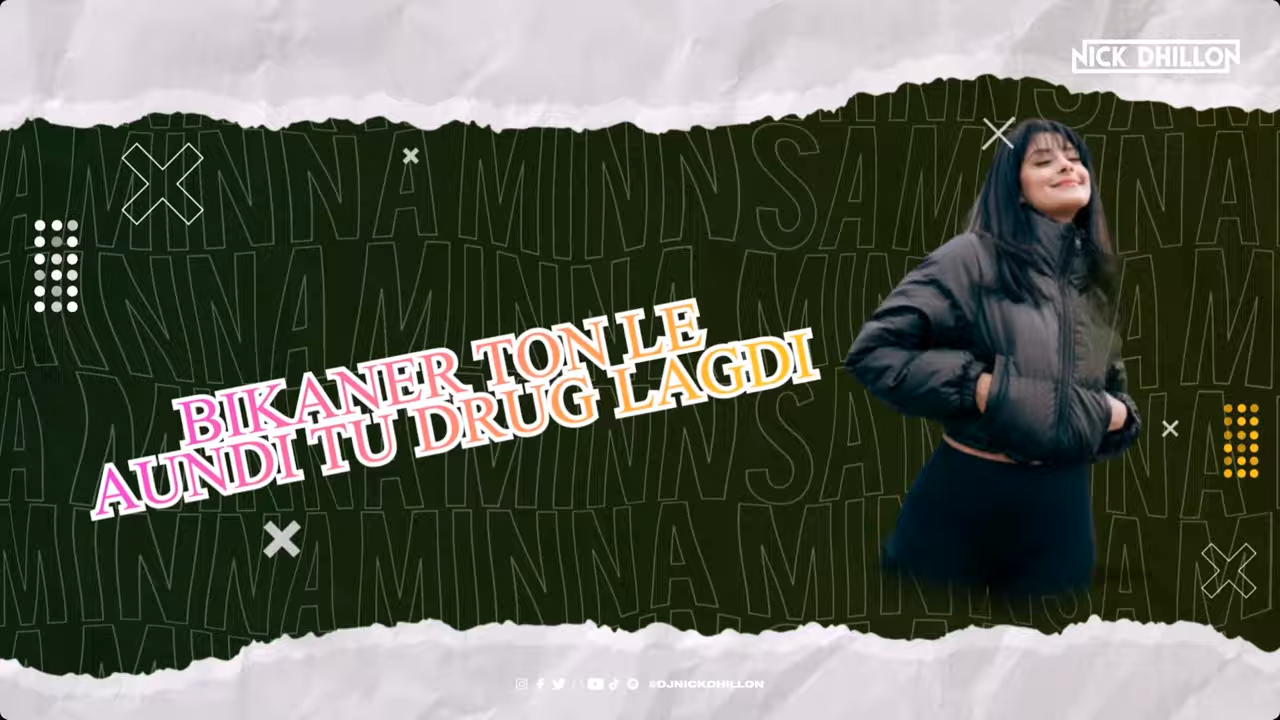 NICK DHILLON
BIKANER TON LE
AUNDI TU DRUG LAGDI
@DJNICKDHILLON